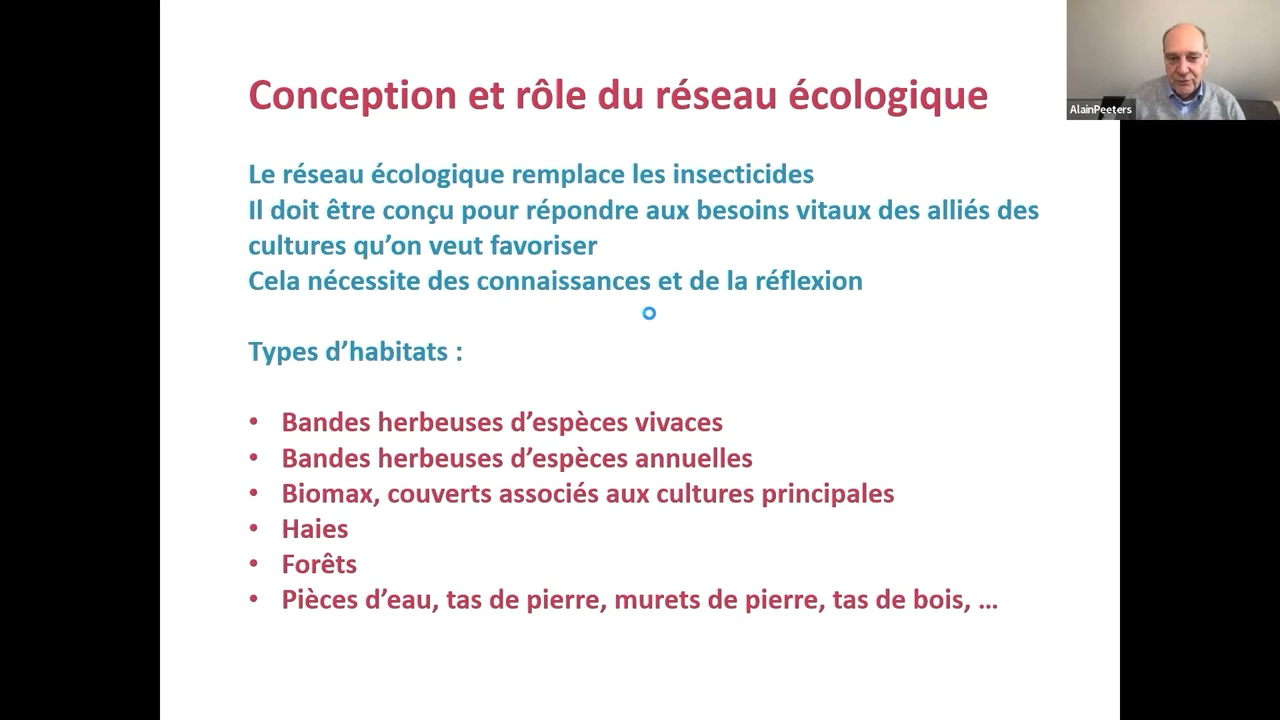 Conception et rôle du réseau écologique
AlainPeeters
Le réseau écologique remplace les insecticides
Il doit être conçu pour répondre aux besoins vitaux des alliés des
cultures qu’on veut favoriser
Cela nécessite des connaissances et de la réflexion
Types d’habitats :
• Bandes herbeuses d’espèces vivaces
• Bandes herbeuses d’espèces annuelles
• Biomax, couverts associés aux cultures principales
• Haies
• Forêts
• Pièces d’eau, tas de pierre, murets de pierre, tas de bois, …